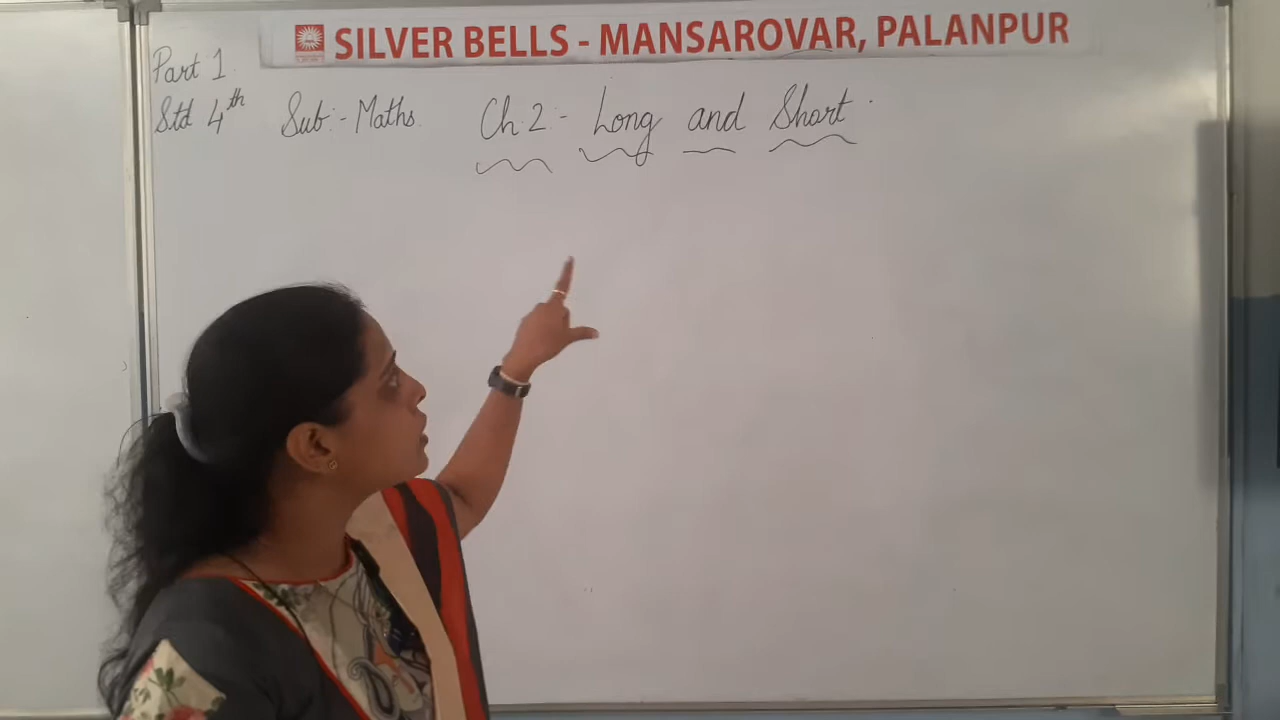 SILVER BELLS - MANSAROVAR, PALANPUR
Part 1
Std 4th Sub:- Maths Ch.2:- Long and Short.